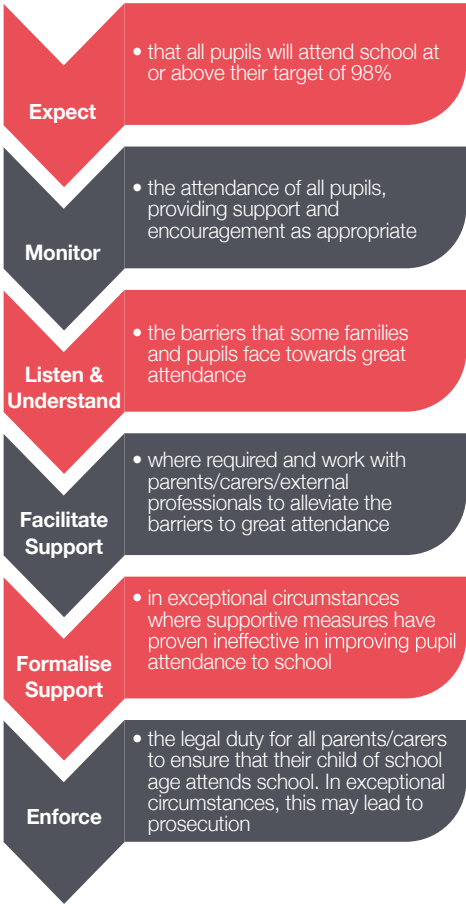 Expect
• that all pupils will attend school at
or above their target of 98%
Monitor
• the attendance of all pupils,
providing support and
encouragement as appropriate
Listen &
Understand
• the barriers that some families
and pupils face towards great
attendance
Facilitate
Support
• where required and work with
parents/carers/external
professionals to alleviate the
barriers to great attendance
Formalise
Support
• in exceptional circumstances
where supportive measures have
proven ineffective in improving pupil
attendance to school
Enforce
• the legal duty for all parents/carers
to ensure that their child of school
age attends school. In exceptional
circumstances, this may lead to
prosecution